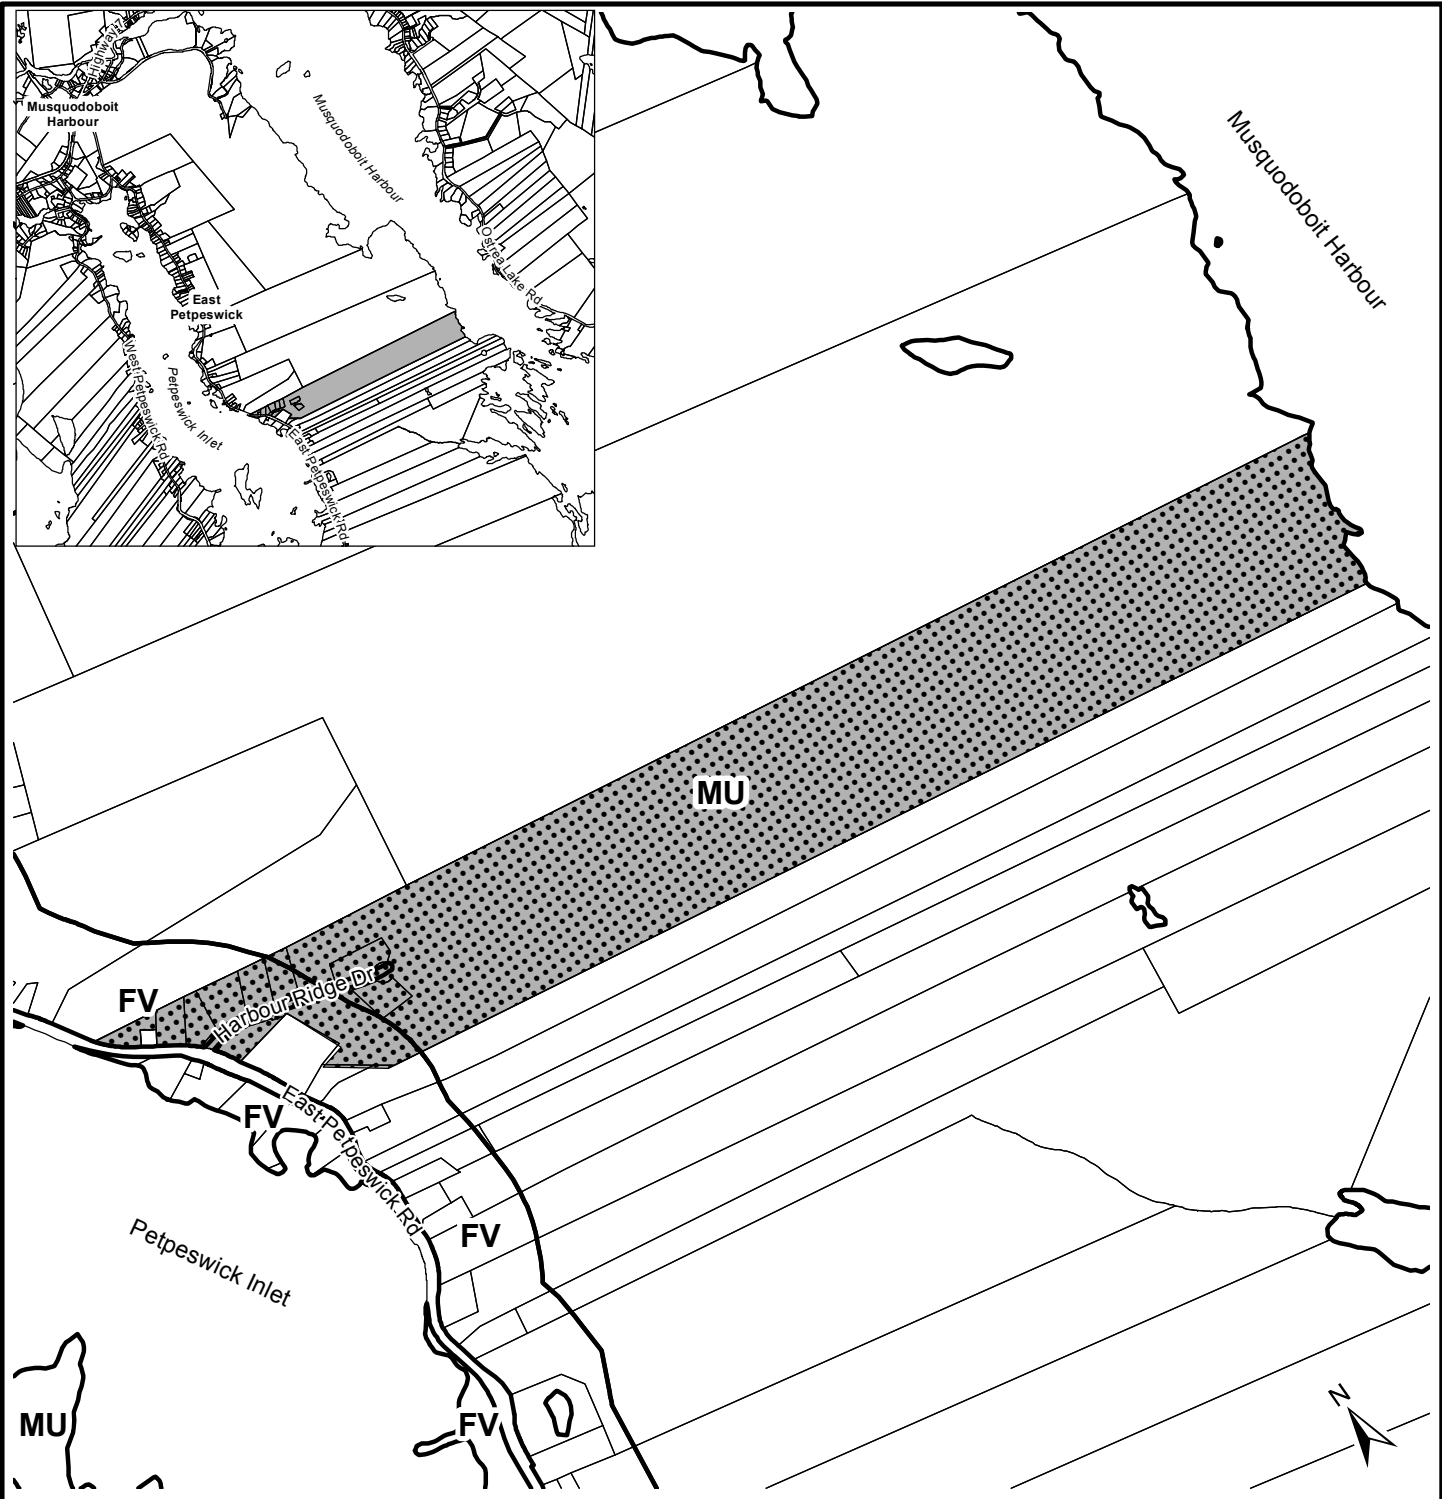 Highway 7
Musquodoboit
Harbour
Musquodoboit Harbour
Ostrea Lake Rd
East
Petpeswick
West Petpeswick Rd
Petpeswick Inlet
East Petpeswick Rd
Musquodoboit Harbour
MU
FV
Harbour Ridge Dr
FV
East Petpeswick Rd
FV
Petpeswick Inlet
MU
FV
N